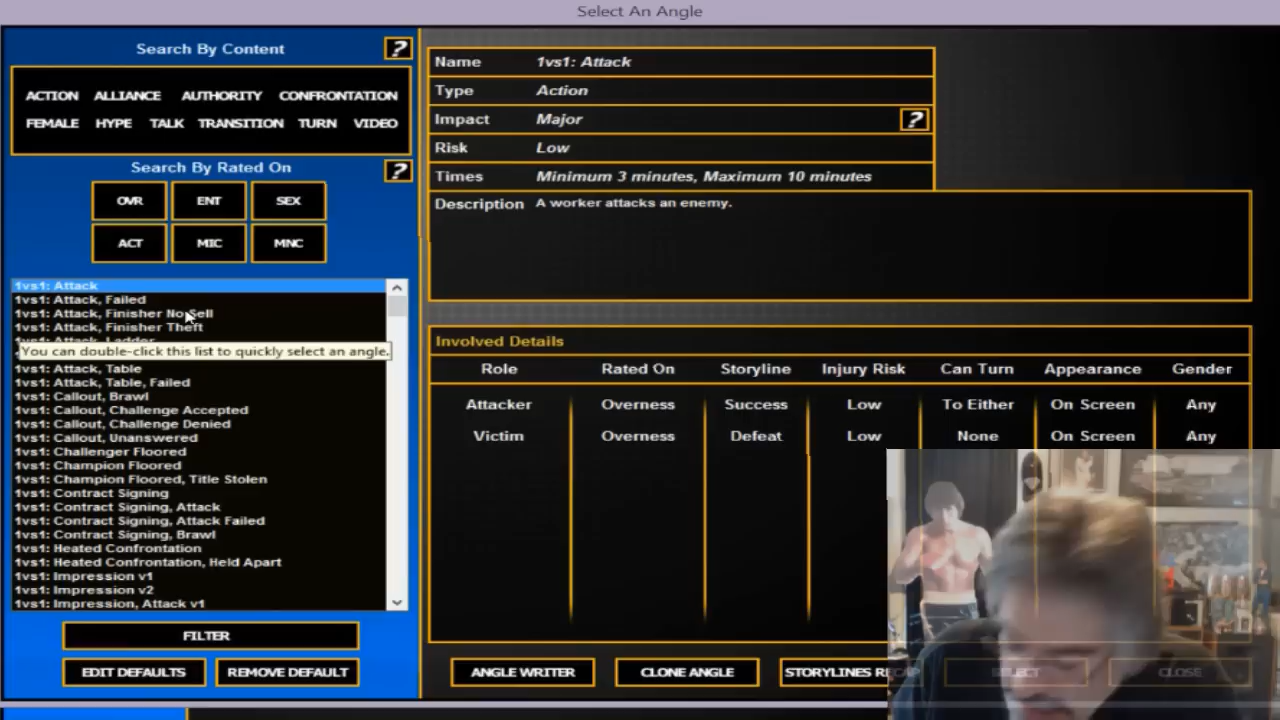 Select An Angle
Search By Content
?
ACTION ALLIANCE AUTHORITY CONFRONTATION
FEMALE HYPE TALK TRANSITION TURN VIDEO
Search By Rated On
?
OVR ENT SEX
ACT MIC MNC
1vs1: Attack
1vs1: Attack, Failed
1vs1: Attack, Finisher No Sell
1vs1: Attack, Finisher Theft
1vs1: Attack, Ladder
You can double-click this list to quickly select an angle.
1vs1: Attack, Table
1vs1: Attack, Table, Failed
1vs1: Callout, Brawl
1vs1: Callout, Challenge Accepted
1vs1: Callout, Challenge Denied
1vs1: Callout, Unanswered
1vs1: Challenger Floored
1vs1: Champion Floored
1vs1: Champion Floored, Title Stolen
1vs1: Contract Signing
1vs1: Contract Signing, Attack
1vs1: Contract Signing, Attack Failed
1vs1: Contract Signing, Brawl
1vs1: Heated Confrontation
1vs1: Heated Confrontation, Held Apart
1vs1: Impression v1
1vs1: Impression v2
1vs1: Impression, Attack v1
FILTER
EDIT DEFAULTS REMOVE DEFAULT
Name 1vs1: Attack
Type Action
Impact Major ?
Risk Low
Times Minimum 3 minutes, Maximum 10 minutes
Description A worker attacks an enemy.
Involved Details
Role Rated On Storyline Injury Risk Can Turn Appearance Gender
Attacker Overness Success Low To Either On Screen Any
Victim Overness Defeat Low None On Screen Any
ANGLE WRITER CLONE ANGLE STORYLINES RECAP SELECT CLOSE